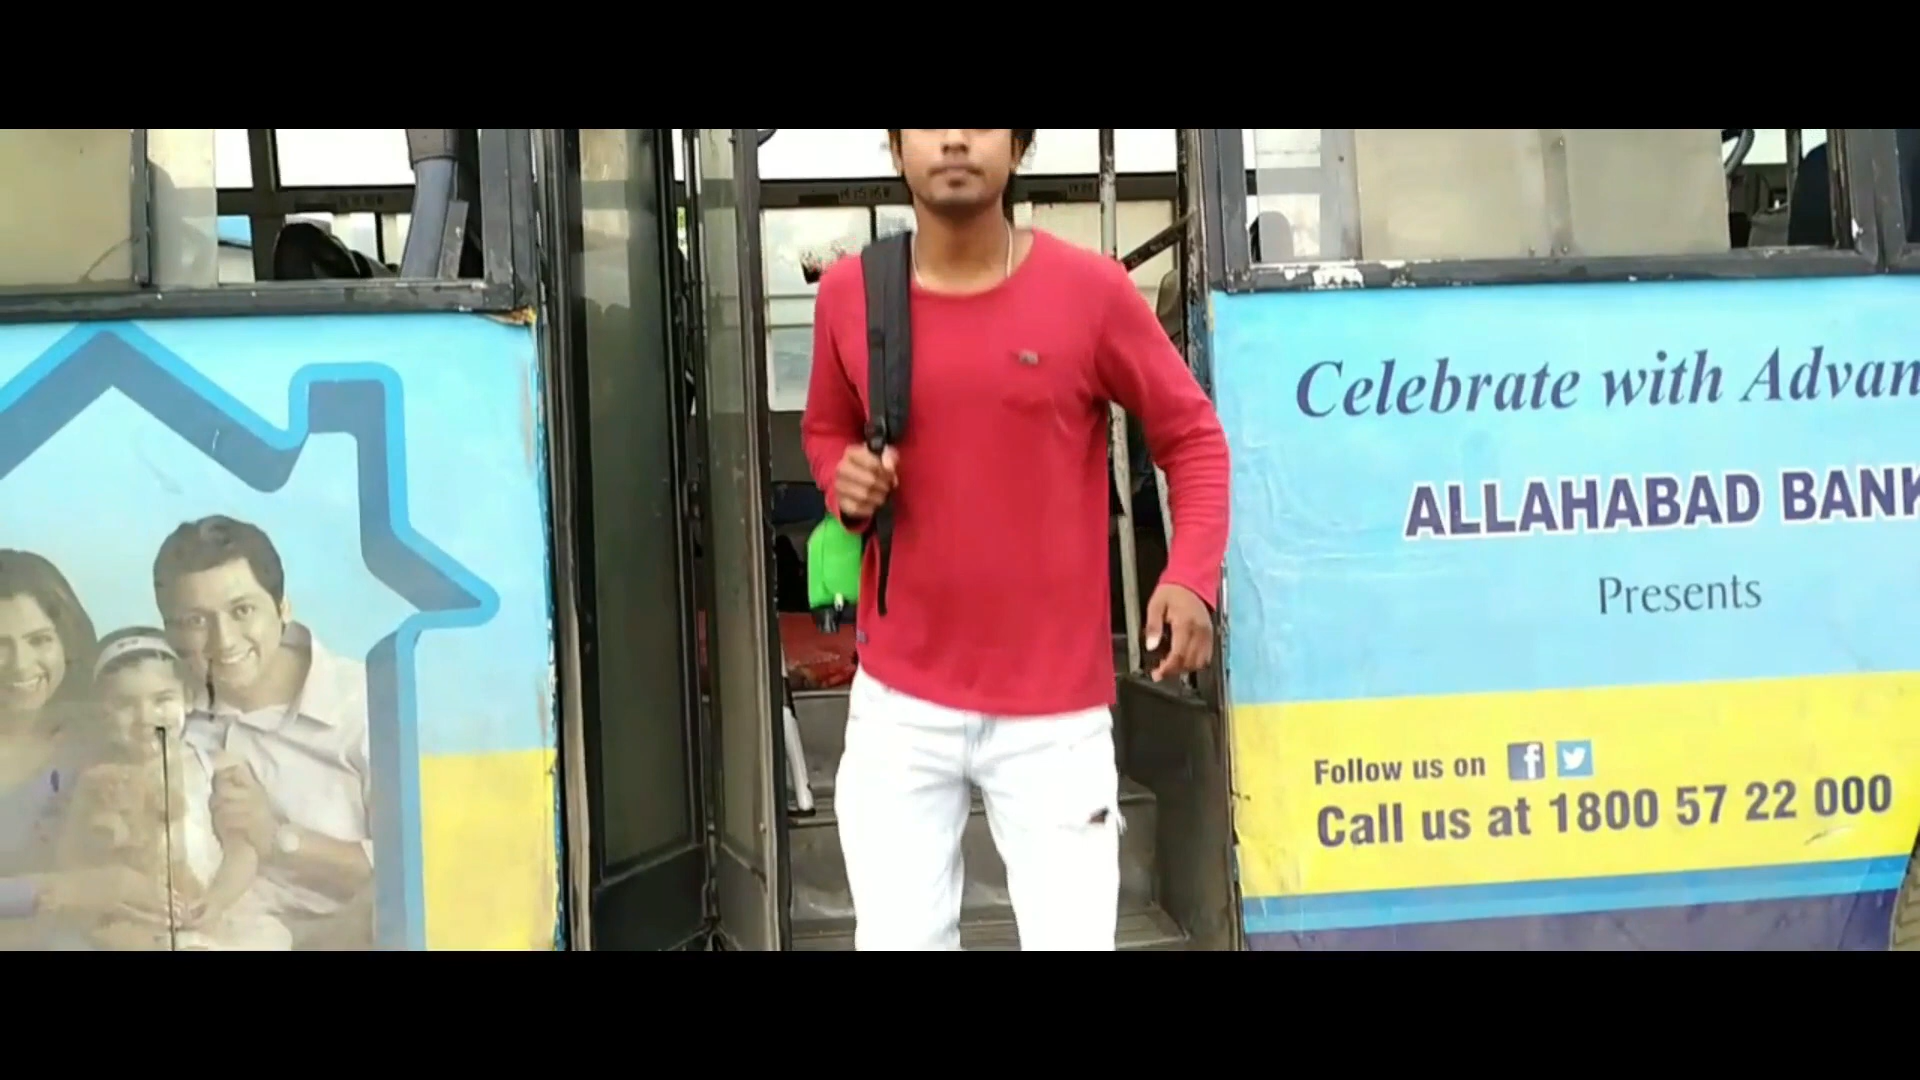 Celebrate with Advan
ALLAHABAD BANK
Presents
Follow us on
Call us at 1800 57 22 000